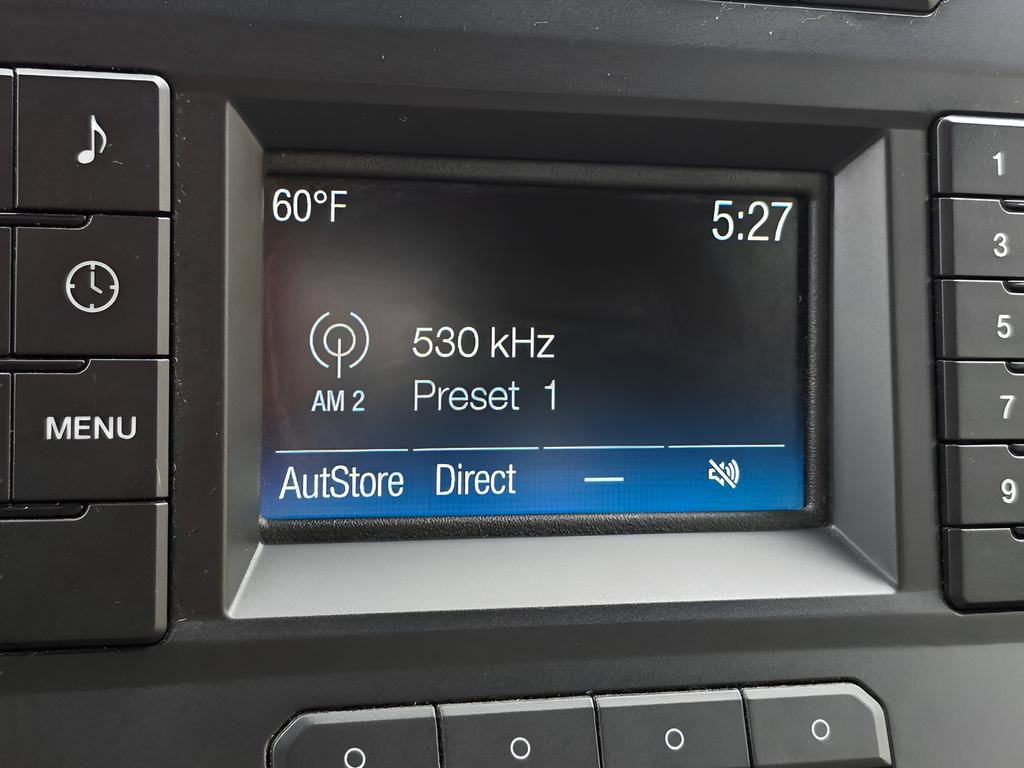 60°F
5:27
530 kHz
AM 2
Preset 1
AutStore Direct —
MENU
1
3
5
7
9